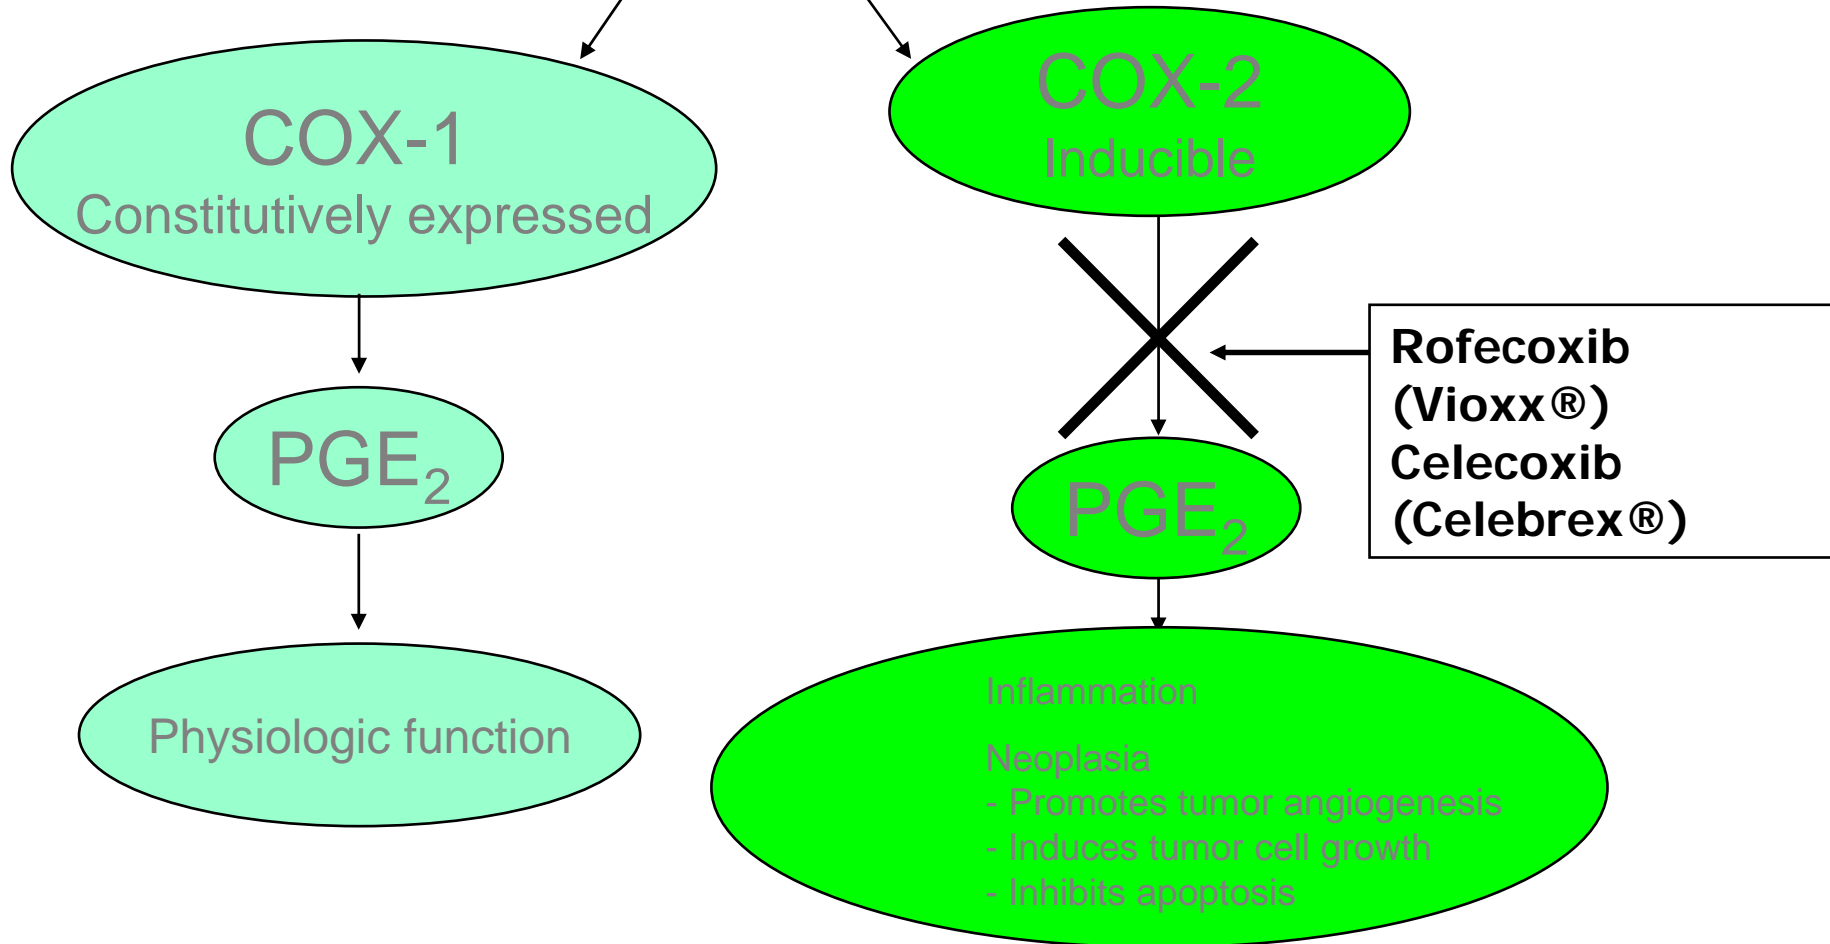 COX-1
Constitutively expressed
COX-2
Inducible
PGE₂
PGE₂
Rofecoxib
(Vioxx®)
Celecoxib
(Celebrex®)
Physiologic function
Inflammation
Neoplasia
- Promotes tumor angiogenesis
- Induces tumor cell growth
- Inhibits apoptosis